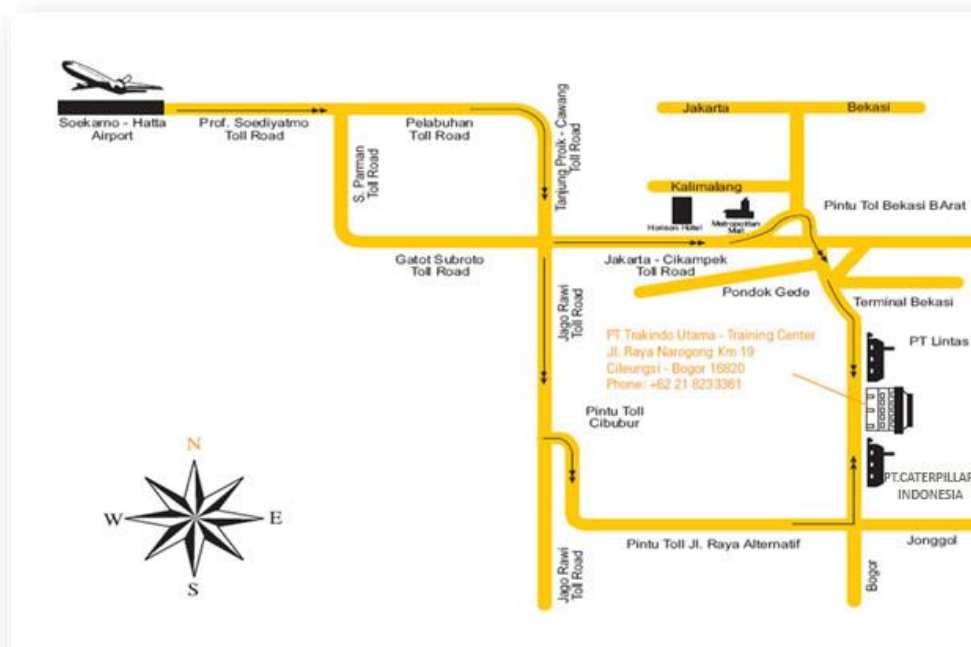 Soekarno - Hatta
Airport
Prof. Soediyatmo
Toll Road
Pelabuhan
Toll Road
S. Parman
Toll Road
Tanjung Proik - Cawang
Toll Road
Jakarta
Bekasi
Kalimalang
Horison Hotel
Metropolitan
Mall
Pintu Tol Bekasi BArat
Gatot Subroto
Toll Road
Jakarta - Cikampek
Toll Road
Pondok Gede
Terminal Bekasi
Jago Rawi
Toll Road
PT Trakindo Utama - Training Center
Jl. Raya Narogong Km 19
Cileungsi - Bogor 16820
Phone: +62 21 8233361
PT Lintas
Pintu Toll
Cibubur
N
W
E
S
PT.CATERPILLAR
INDONESIA
Pintu Toll Jl. Raya Alternatif
Jonggol
Jago Rawi
Toll Road
Bogor